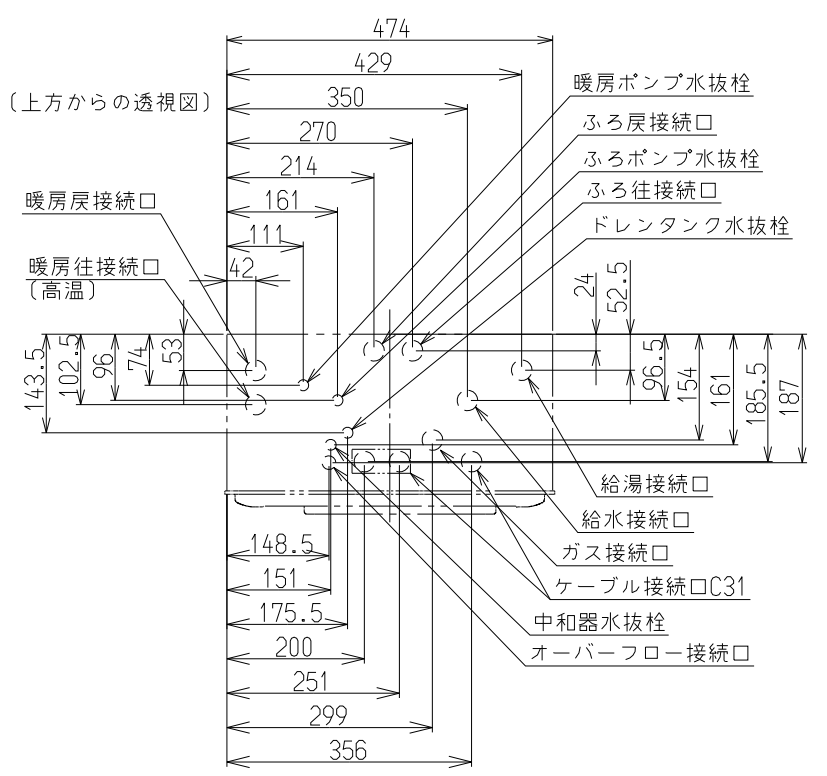 474
429
暖房ポンプ水抜栓
〔上方からの透視図〕
350
ふろ戻接続口
270
ふろポンプ水抜栓
214
ふろ往接続口
161
暖房戻接続口
ドレンタンク水抜栓
111
暖房往接続口
〔高温〕
42
24
52.5
143.5
102.5
96
74
53
96.5
154
161
185.5
187
給湯接続口
給水接続口
148.5
ガス接続口
151
ケーブル接続口C31
175.5
中和器水抜栓
200
オーバーフロー接続口
251
299
356